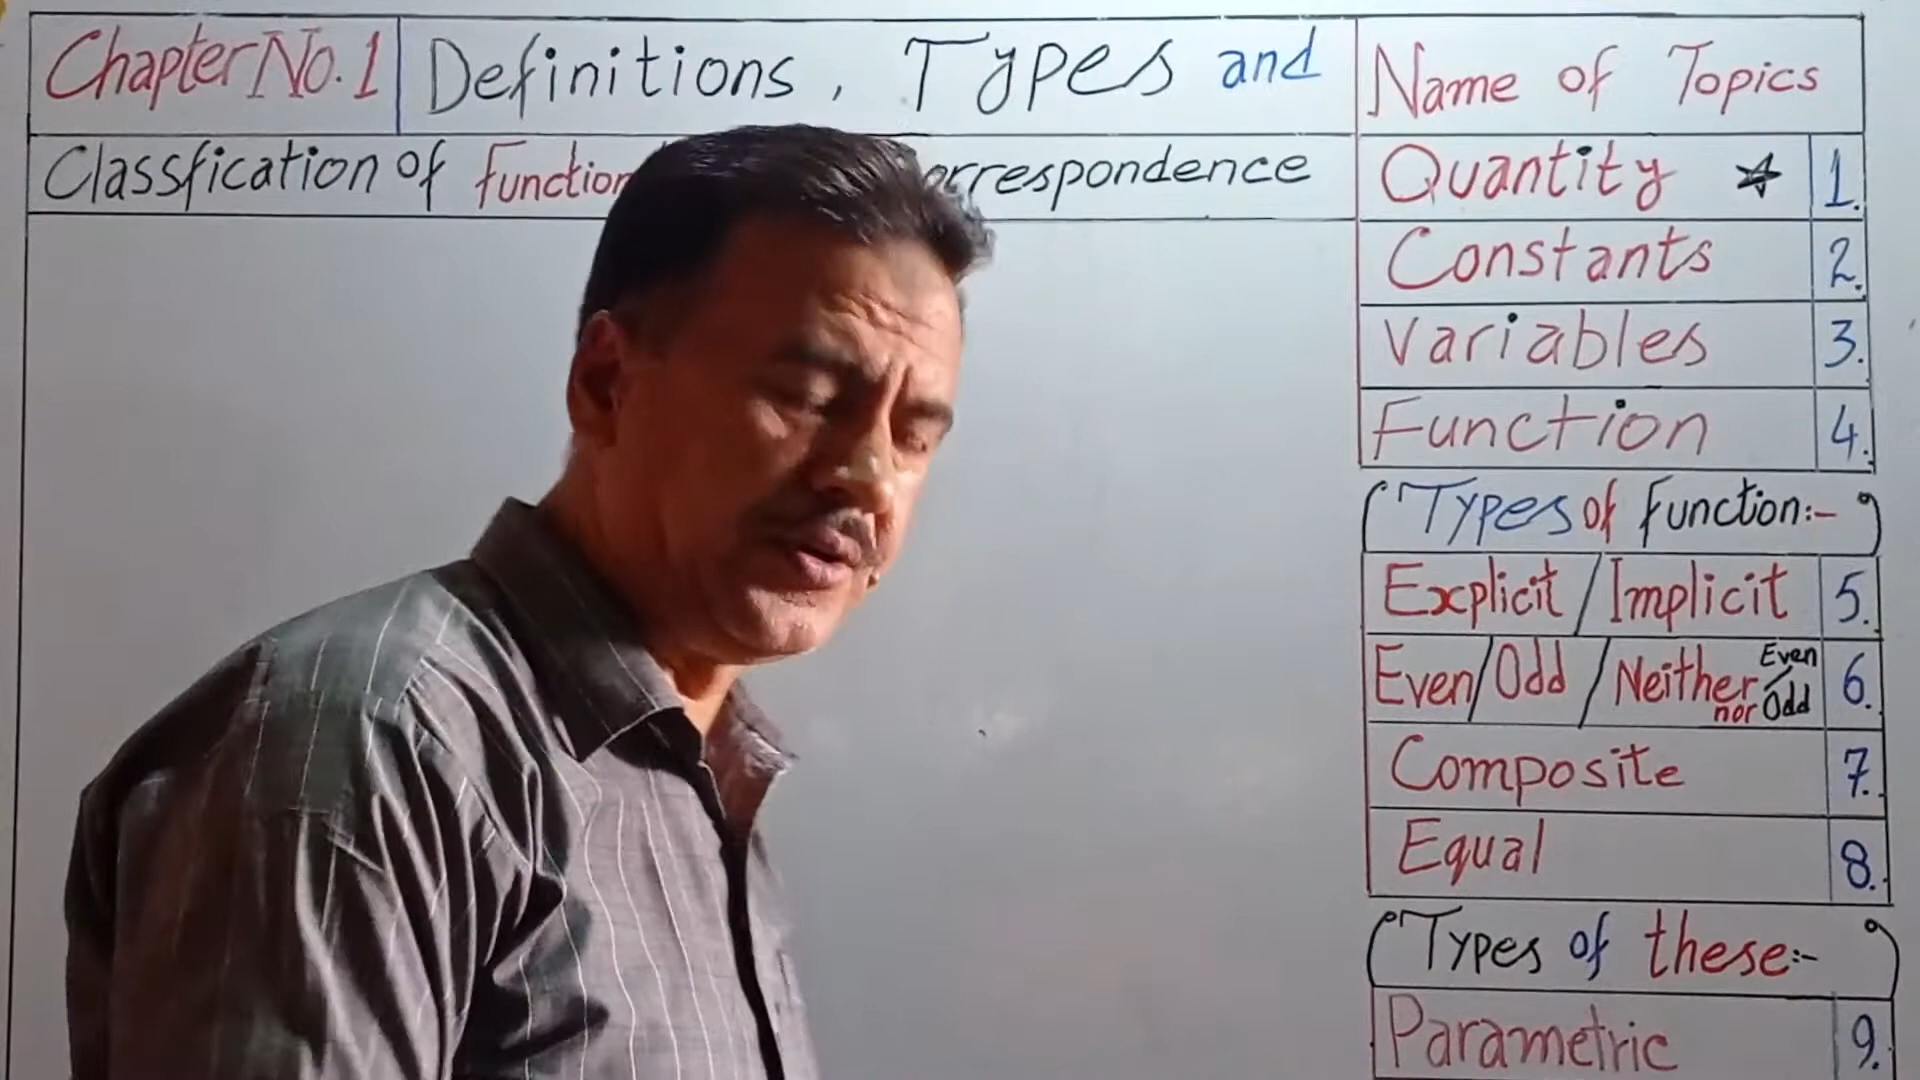 Chapter No. 1 Definitions, Types and
Classfication of function orrespondence
Name of Topics
Quantity ☆ 1.
Constants 2.
Variables 3.
Function 4.
(Types of function:-)
Explicit / Implicit 5.
Even/Odd / Neither nor Even/Odd 6.
Composite 7.
Equal 8.
(Types of these:-)
Parametric 9.